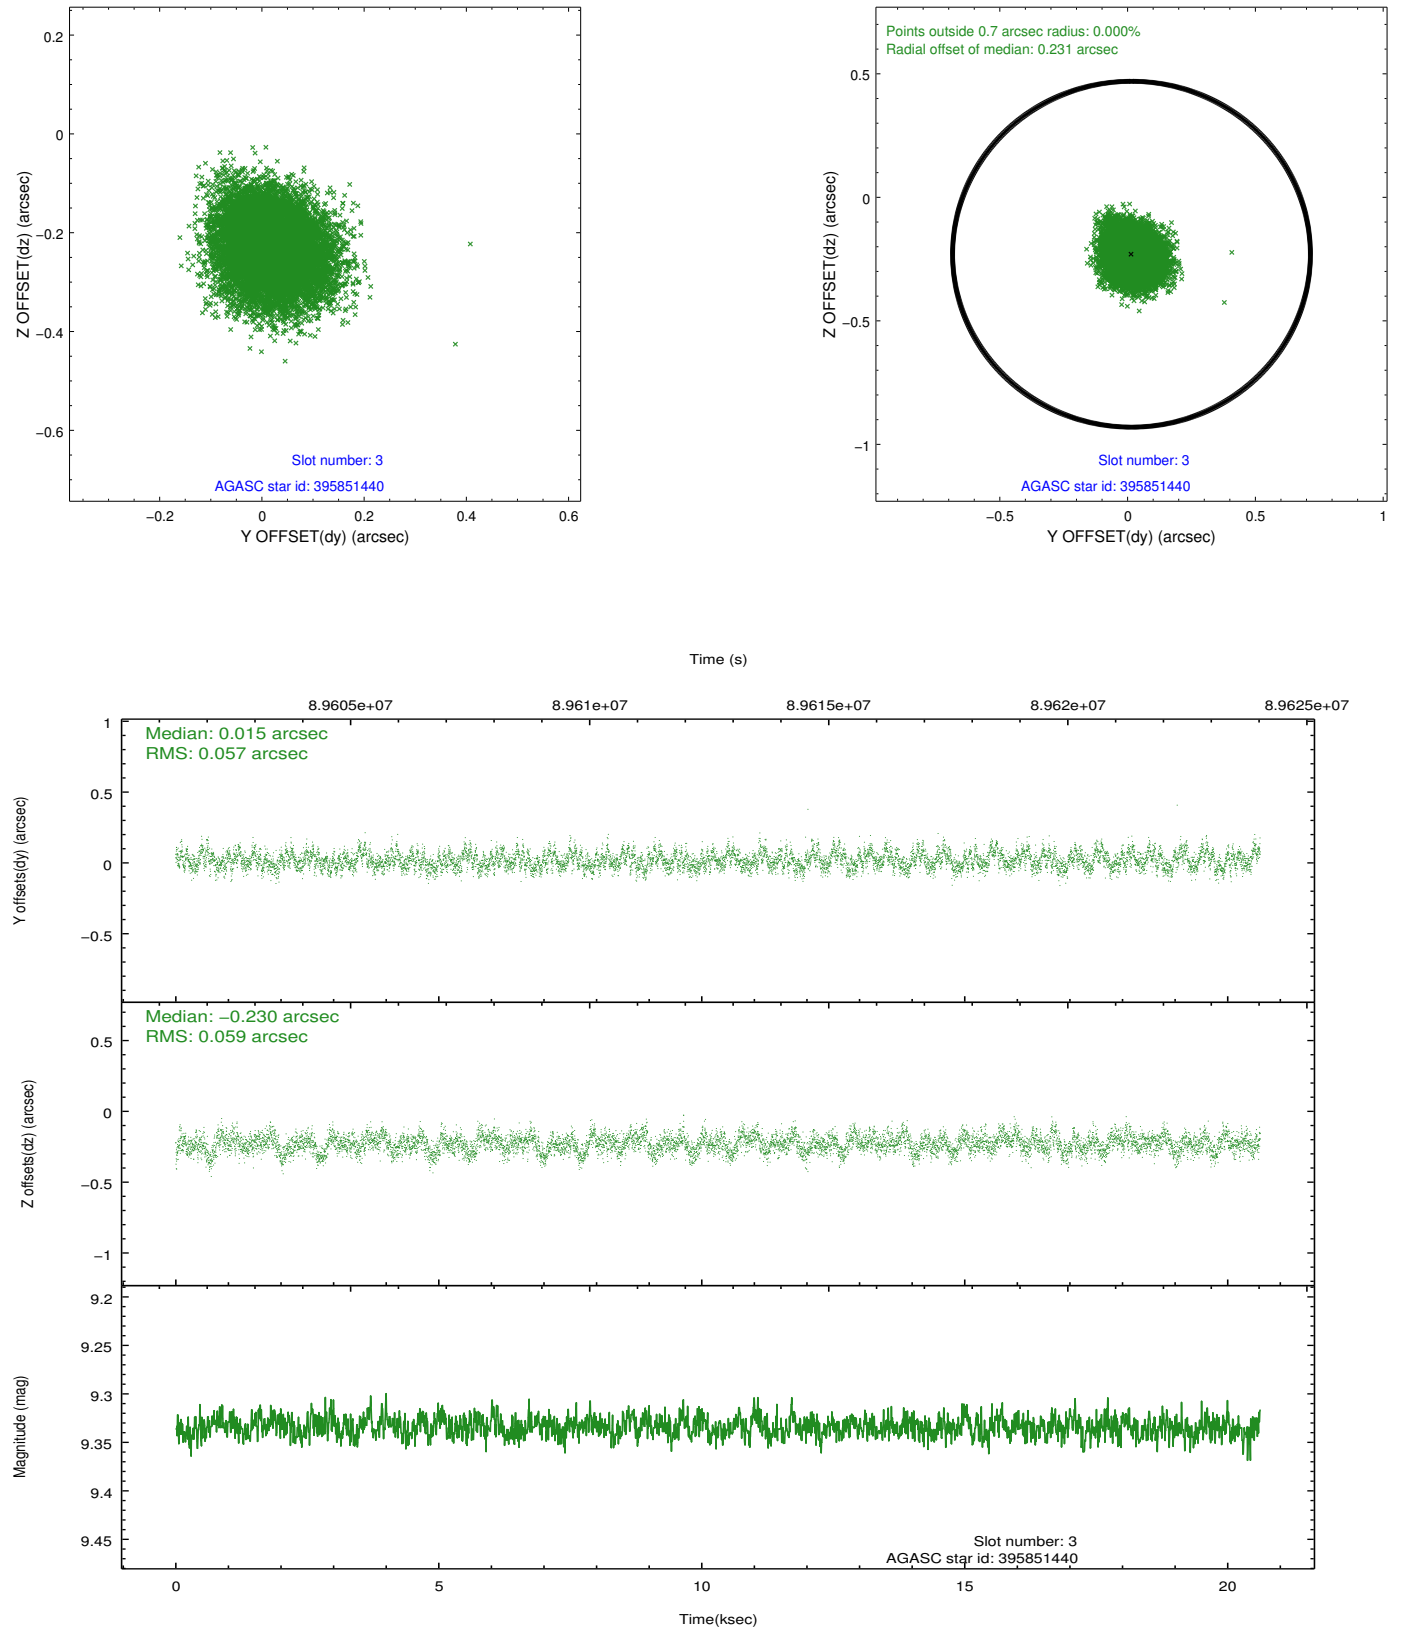 0.2
0
−0.2
−0.4
−0.6
Z OFFSET(dz) (arcsec)
Slot number: 3
AGASC star id: 395851440
−0.2 0 0.2 0.4 0.6
Y OFFSET(dy) (arcsec)
Points outside 0.7 arcsec radius: 0.000%
Radial offset of median: 0.231 arcsec
0.5
0
−0.5
−1
Z OFFSET(dz) (arcsec)
Slot number: 3
AGASC star id: 395851440
−0.5 0 0.5 1
Y OFFSET(dy) (arcsec)
Time (s)
8.9605e+07 8.961e+07 8.9615e+07 8.962e+07 8.9625e+07
Median: 0.015 arcsec
RMS: 0.057 arcsec
1
0.5
0
−0.5
Y offsets(dy) (arcsec)
Median: −0.230 arcsec
RMS: 0.059 arcsec
0.5
0
−0.5
−1
Z offsets(dz) (arcsec)
9.2
9.25
9.3
9.35
9.4
9.45
Magnitude (mag)
Slot number: 3
AGASC star id: 395851440
0 5 10 15 20
Time(ksec)